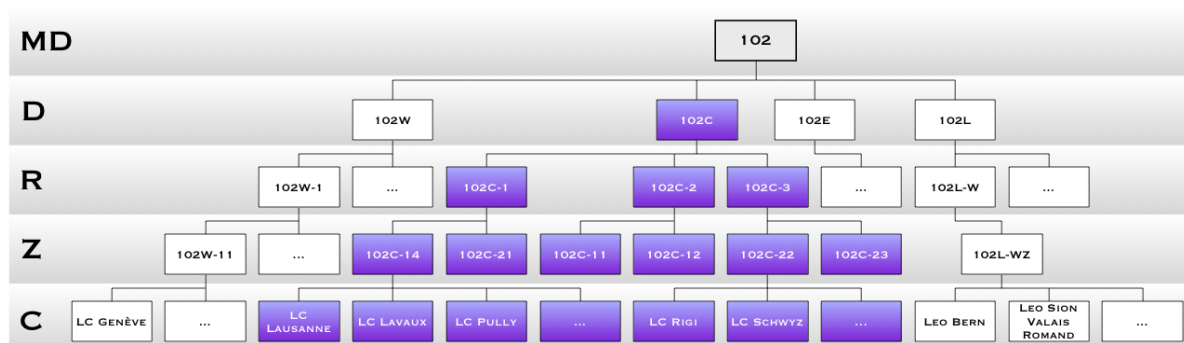 MD
102
D
102W
102C
102E
102L
R
102W-1
...
102C-1
102C-2
102C-3
...
102L-W
...
Z
102W-11
...
102C-14
102C-21
102C-11
102C-12
102C-22
102C-23
102L-WZ
C
LC Genève
...
LC
Lausanne
LC Lavaux
LC Pully
...
LC Rigi
LC Schwyz
...
Leo Bern
Leo Sion
Valais
Romand
...